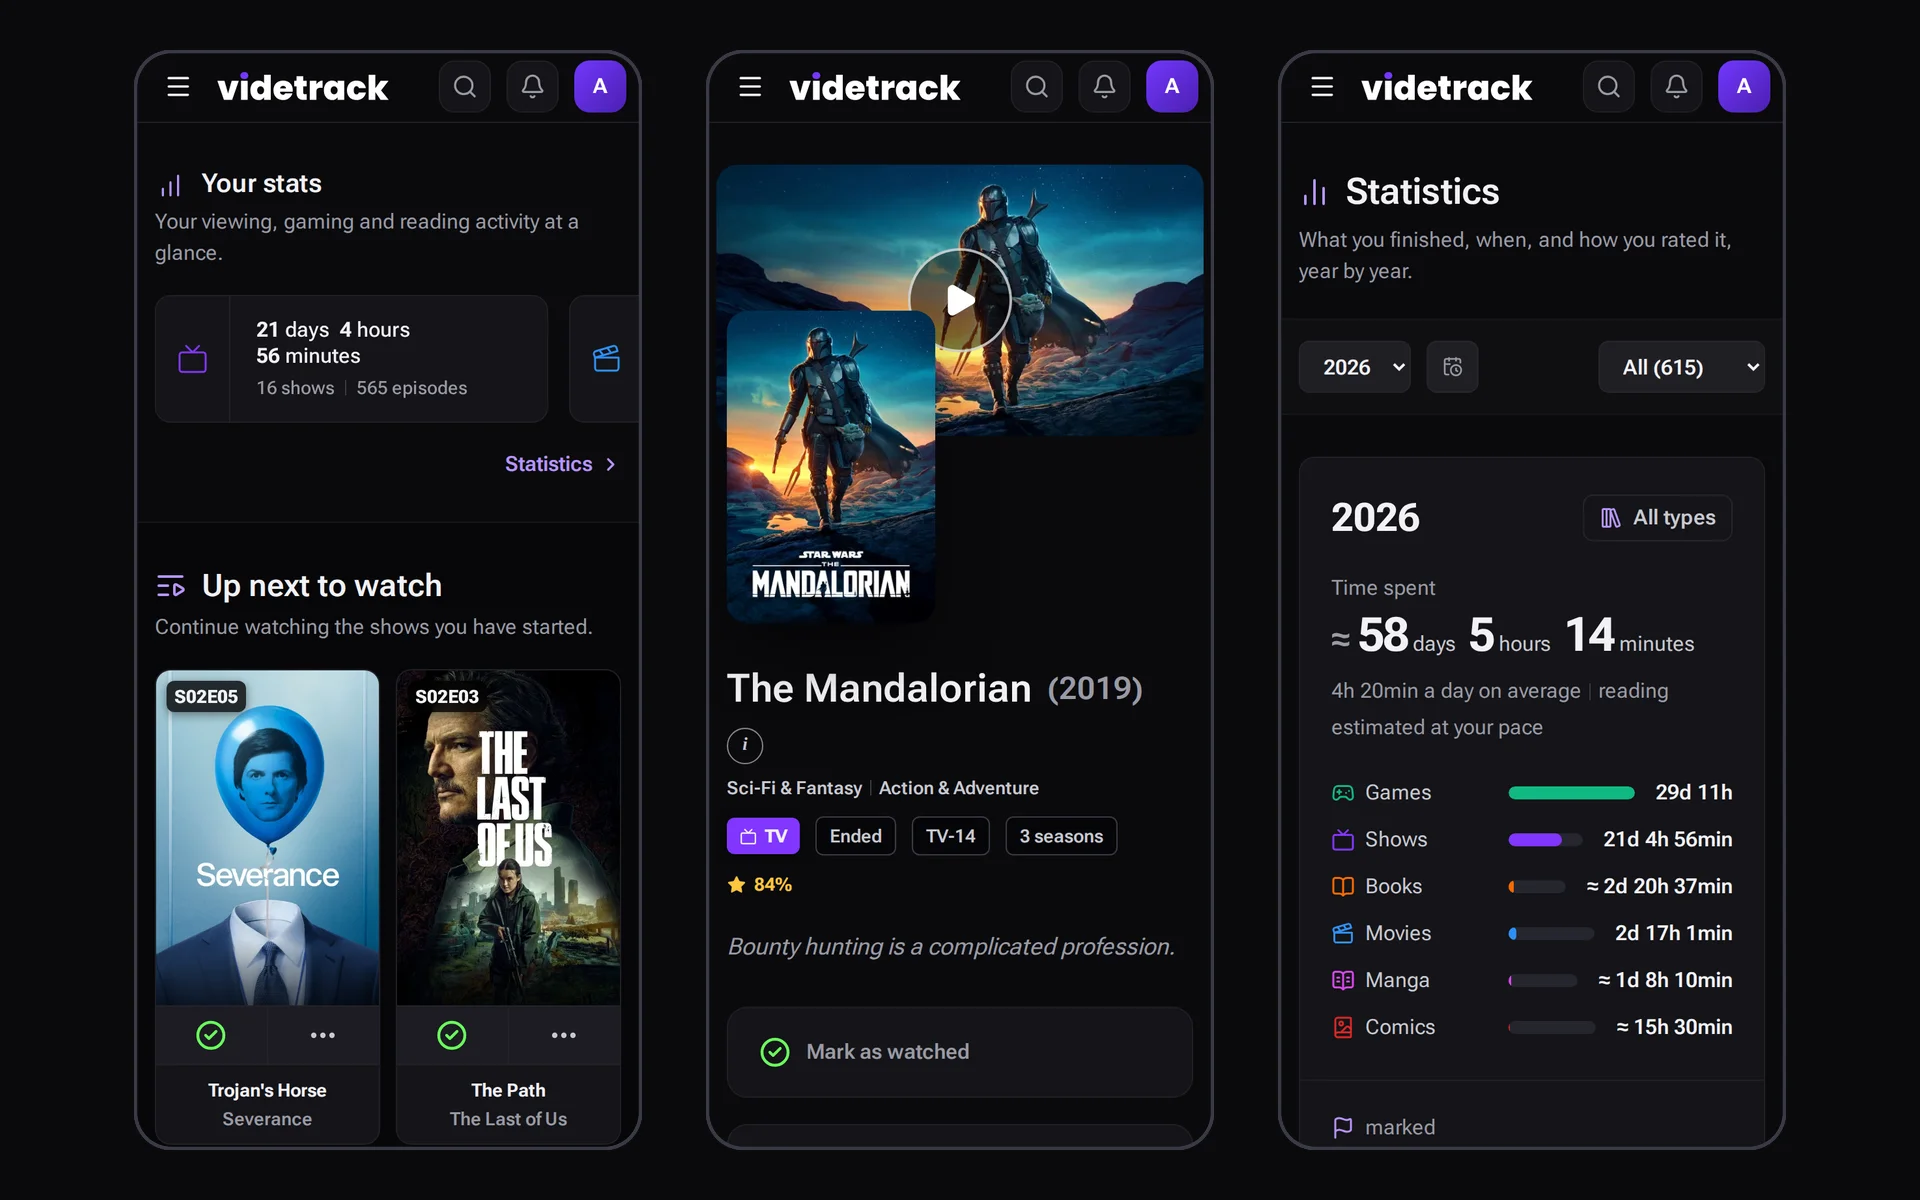 videtrack
A
Your stats
Your viewing, gaming and reading activity at a
glance.
21 days 4 hours
56 minutes
16 shows | 565 episodes
Statistics
Up next to watch
Continue watching the shows you have started.
S02E05
Severance
Trojan's Horse
Severance
S02E03
THE
LAST
OF US
The Path
The Last of Us
videtrack
A
STAR WARS
THE
MANDALORIAN
The Mandalorian (2019)
i
Sci-Fi & Fantasy | Action & Adventure
TV
Ended
TV-14
3 seasons
84%
Bounty hunting is a complicated profession.
Mark as watched
videtrack
A
Statistics
What you finished, when, and how you rated it,
year by year.
2026
All (615)
2026
All types
Time spent
≈ 58 days 5 hours 14 minutes
4h 20min a day on average | reading
estimated at your pace
Games 29d 11h
Shows 21d 4h 56min
Books ≈ 2d 20h 37min
Movies 2d 17h 1min
Manga ≈ 1d 8h 10min
Comics ≈ 15h 30min
marked